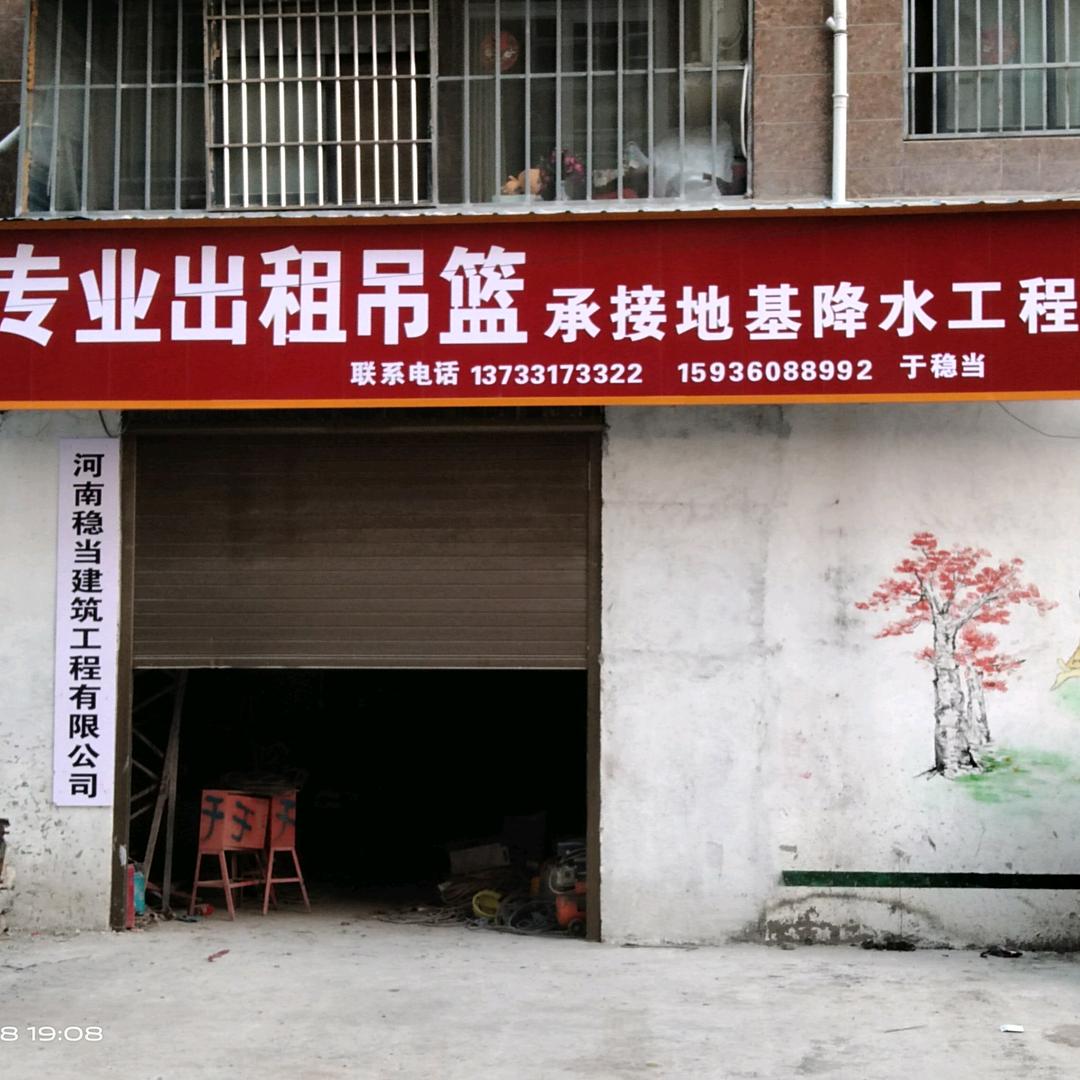 专业出租吊篮 承接地基降水工程
联系电话 13733173322 15936088992 于稳当
河南稳当建筑工程有限公司
于 于 于
8 19:08